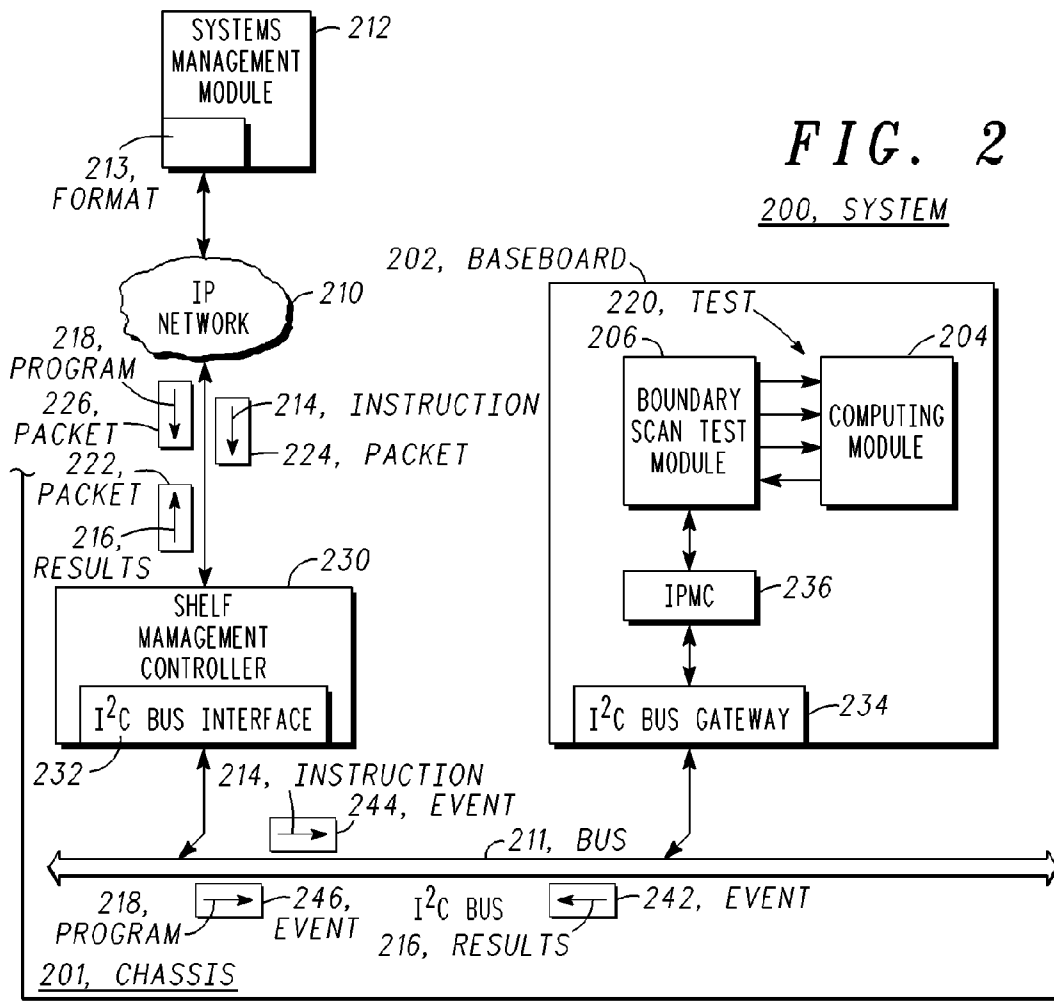 SYSTEMS
MANAGEMENT
MODULE
212
213,
FORMAT
FIG. 2
200, SYSTEM
IP
NETWORK
210
218,
PROGRAM
226,
PACKET
214, INSTRUCTION
224, PACKET
222,
PACKET
216,
RESULTS
202, BASEBOARD
220, TEST
206
204
BOUNDARY
SCAN TEST
MODULE
COMPUTING
MODULE
IPMC
236
230
SHELF
MAMAGEMENT
CONTROLLER
I²C BUS INTERFACE
232
I²C BUS GATEWAY
234
214, INSTRUCTION
244, EVENT
211, BUS
218,
PROGRAM
246,
EVENT
I²C BUS
242, EVENT
216, RESULTS
201, CHASSIS